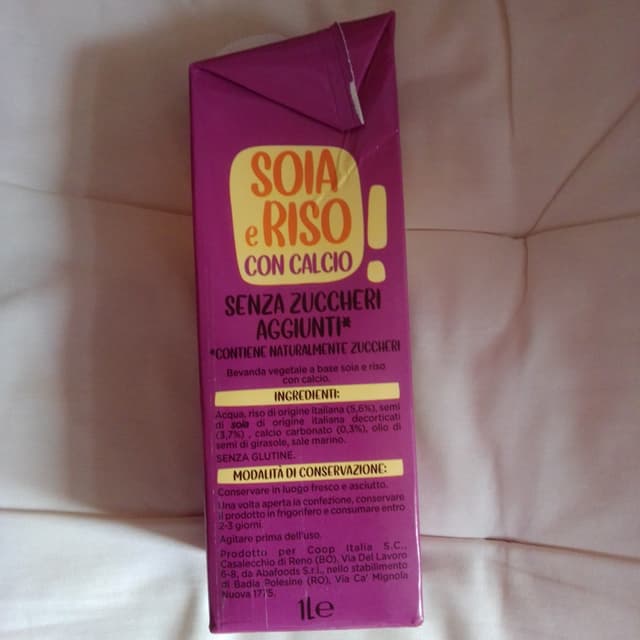 SOIA
e RISO
CON CALCIO
!
SENZA ZUCCHERI
AGGIUNTI*
*CONTIENE NATURALMENTE ZUCCHERI
Bevanda vegetale a base soia e riso
con calcio.
INGREDIENTI:
Acqua, riso di origine italiana (5,6%), semi
di soia di origine italiana decorticati
(3,7%) , calcio carbonato (0,3%), olio di
semi di girasole, sale marino.
SENZA GLUTINE.
MODALITÀ DI CONSERVAZIONE:
Conservare in luogo fresco e asciutto.
Una volta aperta la confezione, conservare
il prodotto in frigorifero e consumare entro
2-3 giorni.
Agitare prima dell'uso.
Prodotto per Coop Italia S.C.,
Casalecchio di Reno (BO), Via Del Lavoro
6-8, da Abafoods S.r.l., nello stabilimento
di Badia Polesine (RO), Via Ca' Mignola
Nuova 1775.
1L e